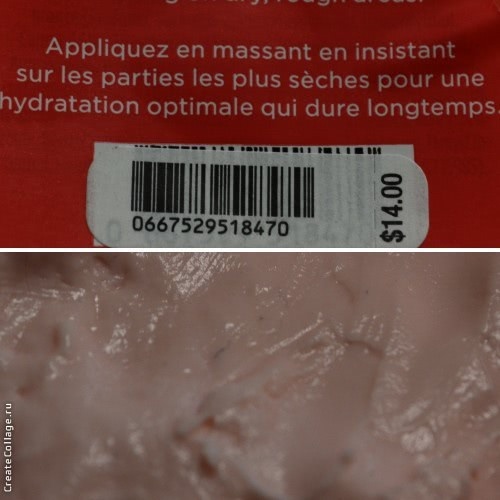 Appliquez en massant en insistant
sur les parties les plus sèches pour une
hydratation optimale qui dure longtemps.
0667529518470
$14.00
CreateCollage.ru